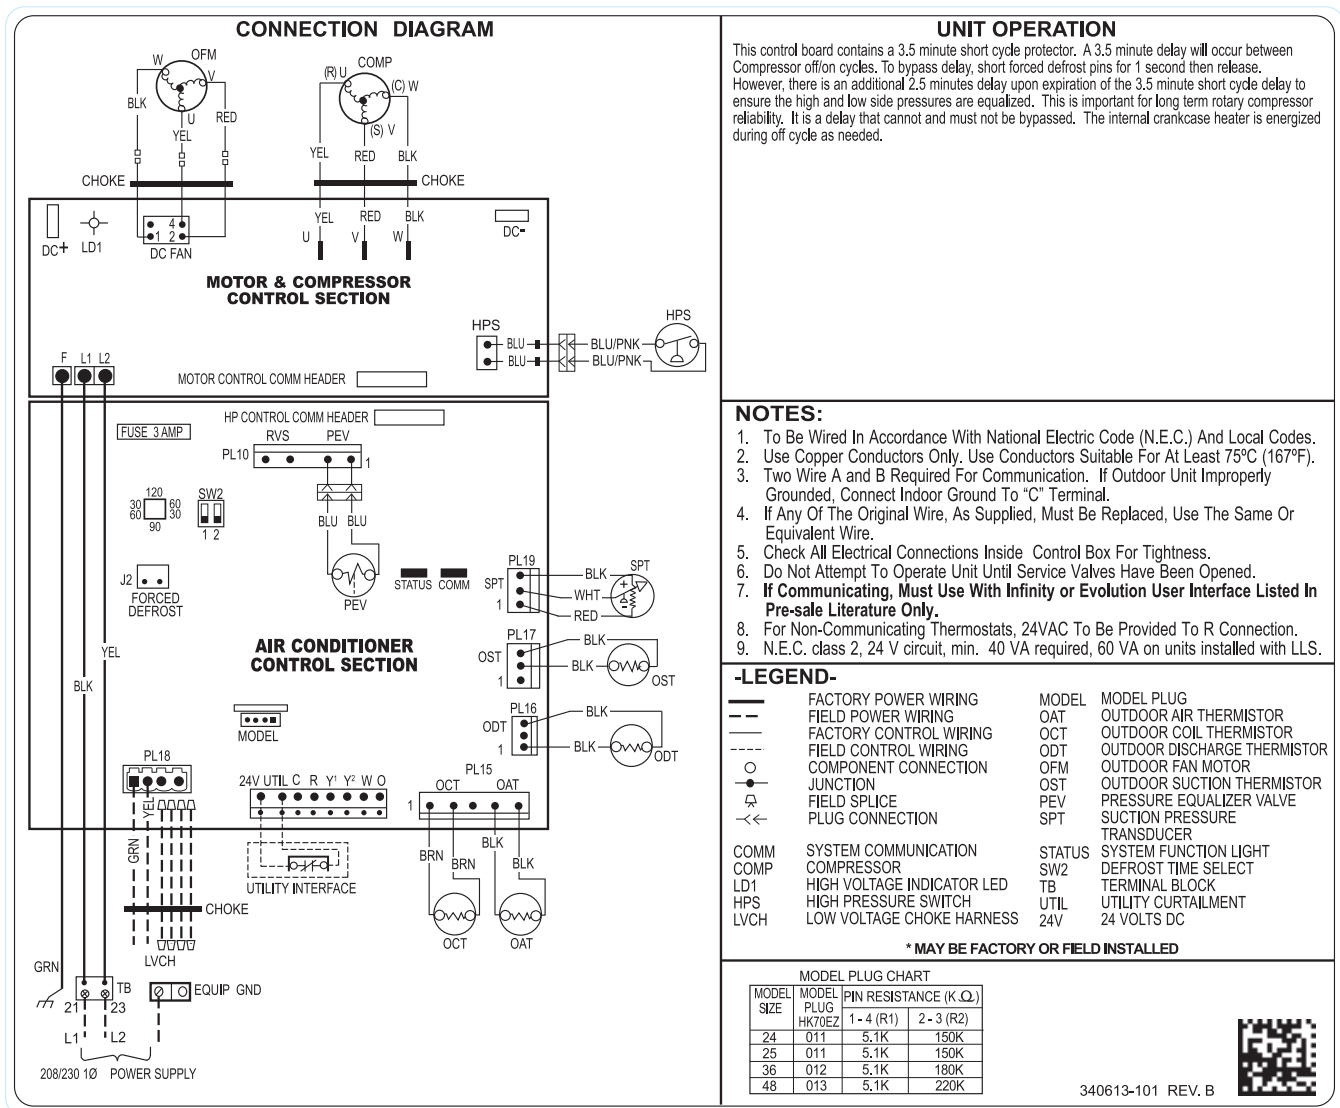 CONNECTION DIAGRAM
OFM
W
V
U
BLK
YEL
RED
COMP
(R) U
(C) W
(S) V
YEL
RED
BLK
CHOKE
CHOKE
DC+
LD1
4
1 2
DC FAN
YEL
RED
BLK
U
V
W
DC-
MOTOR & COMPRESSOR
CONTROL SECTION
HPS
BLU
BLU/PNK
BLU
BLU/PNK
HPS
F L1 L2
MOTOR CONTROL COMM HEADER
HP CONTROL COMM HEADER
FUSE 3 AMP
RVS PEV
PL10
1
120
30
60
60
30
90
SW2
1 2
BLU BLU
PEV
J2
FORCED
DEFROST
STATUS COMM
PL19
SPT
1
BLK
WHT
RED
SPT
+
-
AIR CONDITIONER
CONTROL SECTION
PL17
OST
1
BLK
BLK
OST
YEL
BLK
MODEL
PL16
ODT
1
BLK
BLK
ODT
PL18
24V UTIL C R Y1 Y2 W O
PL15
OCT OAT
1
GRN
YEL
UTILITY INTERFACE
BRN
BRN
BLK
BLK
OCT
OAT
CHOKE
LVCH
GRN
TB
21
23
EQUIP GND
L1 L2
208/230 1Ø POWER SUPPLY
UNIT OPERATION
This control board contains a 3.5 minute short cycle protector. A 3.5 minute delay will occur between
Compressor off/on cycles. To bypass delay, short forced defrost pins for 1 second then release.
However, there is an additional 2.5 minutes delay upon expiration of the 3.5 minute short cycle delay to
ensure the high and low side pressures are equalized. This is important for long term rotary compressor
reliability. It is a delay that cannot and must not be bypassed. The internal crankcase heater is energized
during off cycle as needed.
NOTES:
1. To Be Wired In Accordance With National Electric Code (N.E.C.) And Local Codes.
2. Use Copper Conductors Only. Use Conductors Suitable For At Least 75ºC (167ºF).
3. Two Wire A and B Required For Communication. If Outdoor Unit Improperly
Grounded, Connect Indoor Ground To “C” Terminal.
4. If Any Of The Original Wire, As Supplied, Must Be Replaced, Use The Same Or
Equivalent Wire.
5. Check All Electrical Connections Inside Control Box For Tightness.
6. Do Not Attempt To Operate Unit Until Service Valves Have Been Opened.
7. If Communicating, Must Use With Infinity or Evolution User Interface Listed In
Pre-sale Literature Only.
8. For Non-Communicating Thermostats, 24VAC To Be Provided To R Connection.
9. N.E.C. class 2, 24 V circuit, min. 40 VA required, 60 VA on units installed with LLS.
-LEGEND-
FACTORY POWER WIRING
FIELD POWER WIRING
FACTORY CONTROL WIRING
FIELD CONTROL WIRING
COMPONENT CONNECTION
JUNCTION
FIELD SPLICE
PLUG CONNECTION
COMM SYSTEM COMMUNICATION
COMP COMPRESSOR
LD1 HIGH VOLTAGE INDICATOR LED
HPS HIGH PRESSURE SWITCH
LVCH LOW VOLTAGE CHOKE HARNESS
MODEL MODEL PLUG
OAT OUTDOOR AIR THERMISTOR
OCT OUTDOOR COIL THERMISTOR
ODT OUTDOOR DISCHARGE THERMISTOR
OFM OUTDOOR FAN MOTOR
OST OUTDOOR SUCTION THERMISTOR
PEV PRESSURE EQUALIZER VALVE
SPT SUCTION PRESSURE
TRANSDUCER
STATUS SYSTEM FUNCTION LIGHT
SW2 DEFROST TIME SELECT
TB TERMINAL BLOCK
UTIL UTILITY CURTAILMENT
24V 24 VOLTS DC
* MAY BE FACTORY OR FIELD INSTALLED
MODEL PLUG CHART
MODEL SIZE MODEL PLUG HK70EZ PIN RESISTANCE (K Ω)
1 - 4 (R1) 2 - 3 (R2)
24 011 5.1K 150K
25 011 5.1K 150K
36 012 5.1K 180K
48 013 5.1K 220K
340613-101 REV. B